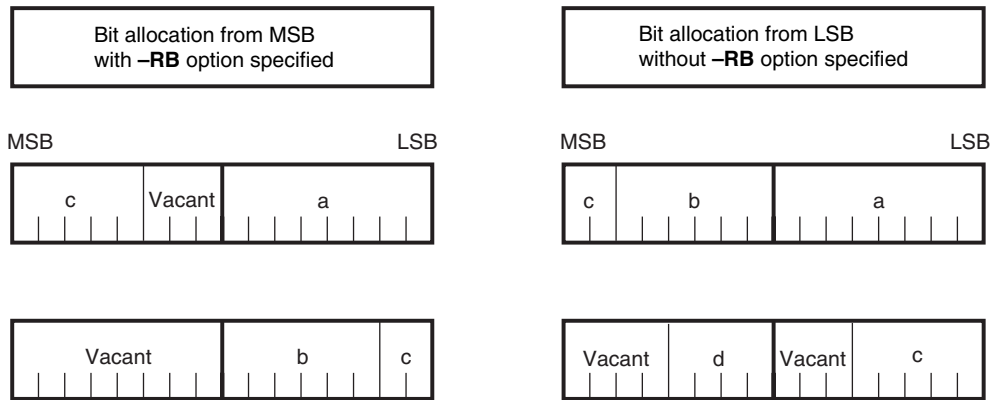 Bit allocation from MSB
with –RB option specified
Bit allocation from LSB
without –RB option specified
MSB LSB
MSB LSB
c Vacant a
c b a
Vacant b c
Vacant d Vacant c